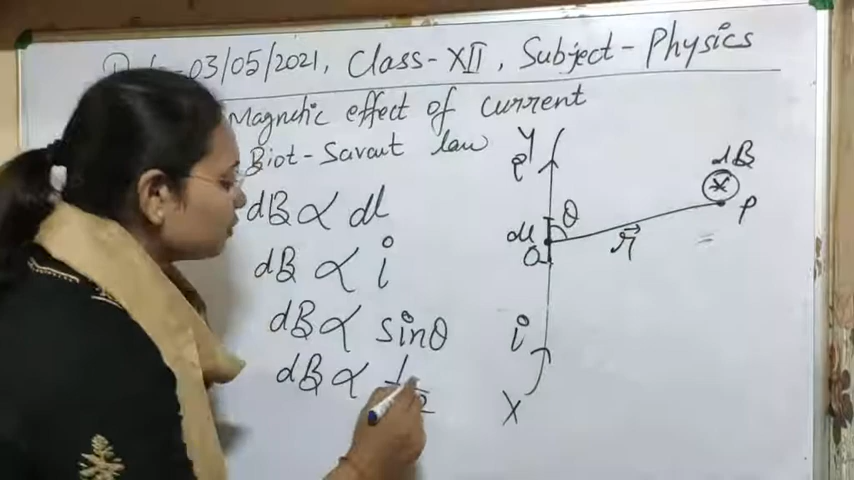 03/05/2021, Class-XII, Subject-Physics
Magnetic effect of current
Biot-Savart law
dB ∝ dl
dB ∝ i
dB ∝ sinθ
dB ∝ 1
2
Y
i
dl
θ
O
r⃗
dB
P
i
X